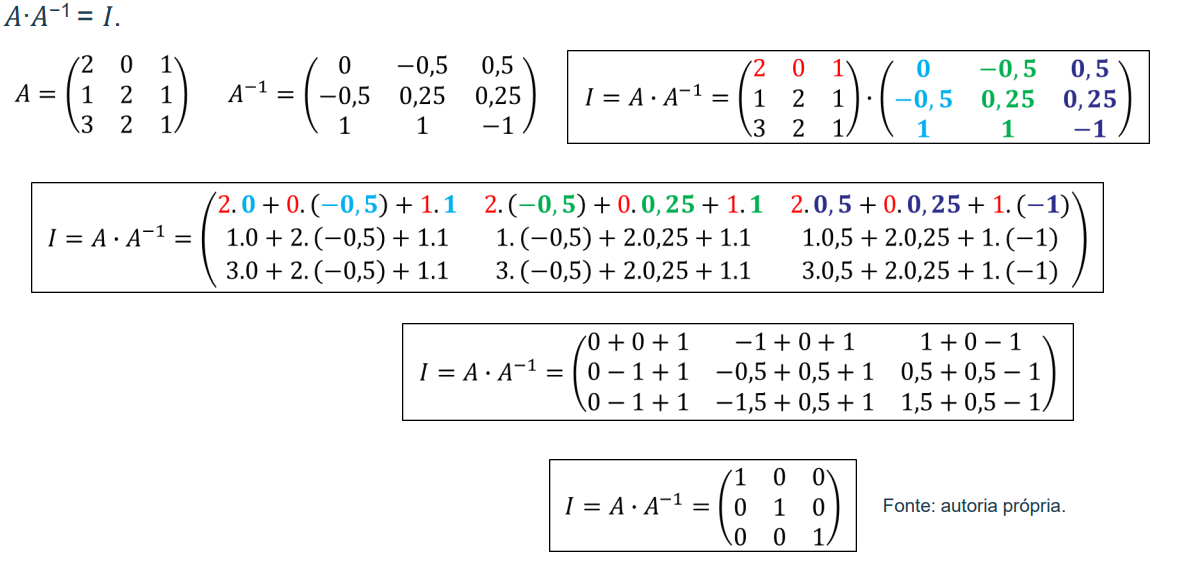 A·A⁻¹ = I.
A = (2 0 1 A⁻¹ = (0 −0,5 0,5 I = A · A⁻¹ = (2 0 1) · (0 −0,5 0,5
1 2 1 −0,5 0,25 0,25 1 2 1 −0,5 0,25 0,25
3 2 1) 1 1 −1) 3 2 1 1 1 −1)
I = A · A⁻¹ = (2.0 + 0.(−0,5) + 1.1 2.(−0,5) + 0.0,25 + 1.1 2.0,5 + 0.0,25 + 1.(−1)
1.0 + 2.(−0,5) + 1.1 1.(−0,5) + 2.0,25 + 1.1 1.0,5 + 2.0,25 + 1.(−1)
3.0 + 2.(−0,5) + 1.1 3.(−0,5) + 2.0,25 + 1.1 3.0,5 + 2.0,25 + 1.(−1))
I = A · A⁻¹ = (0 + 0 + 1 −1 + 0 + 1 1 + 0 − 1
0 − 1 + 1 −0,5 + 0,5 + 1 0,5 + 0,5 − 1
0 − 1 + 1 −1,5 + 0,5 + 1 1,5 + 0,5 − 1)
I = A · A⁻¹ = (1 0 0
0 1 0
0 0 1)
Fonte: autoria própria.